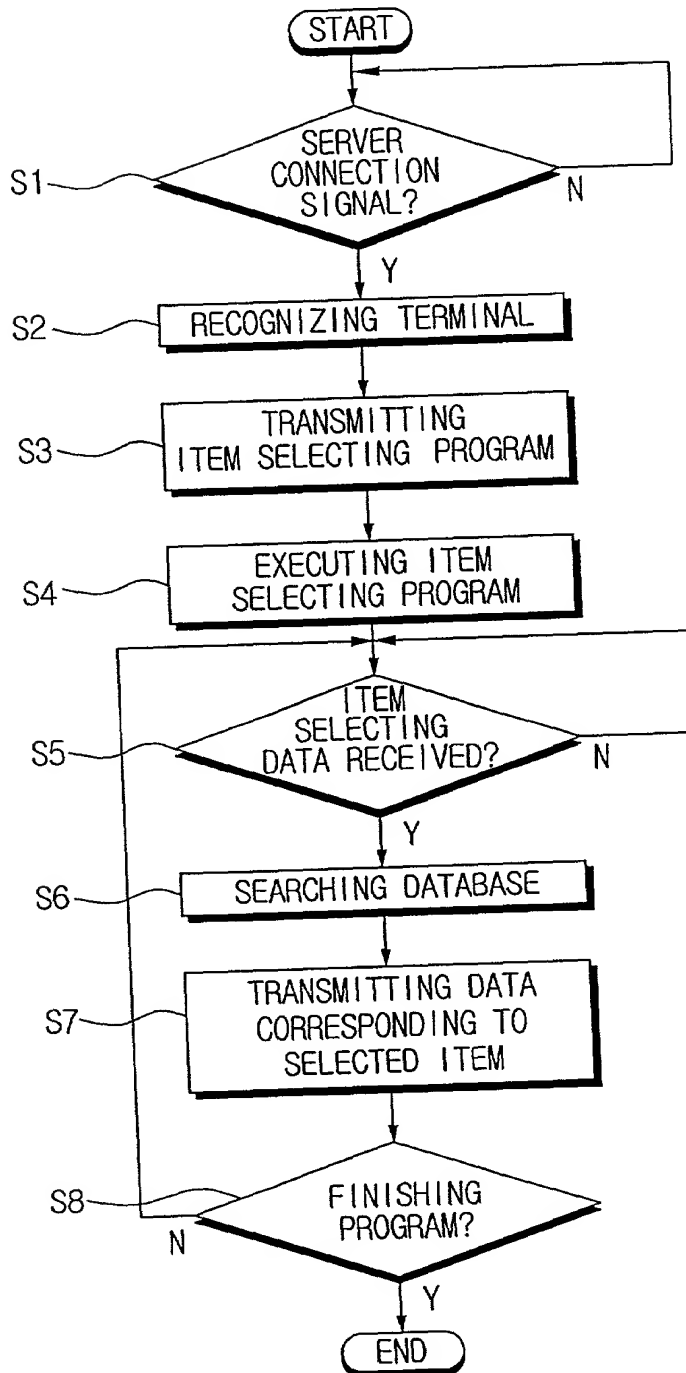 START
SERVER
CONNECTION
SIGNAL?
S1
N
Y
S2
RECOGNIZING TERMINAL
S3
TRANSMITTING
ITEM SELECTING PROGRAM
S4
EXECUTING ITEM
SELECTING PROGRAM
S5
ITEM
SELECTING
DATA RECEIVED?
N
Y
S6
SEARCHING DATABASE
S7
TRANSMITTING DATA
CORRESPONDING TO
SELECTED ITEM
S8
FINISHING
PROGRAM?
N
Y
END